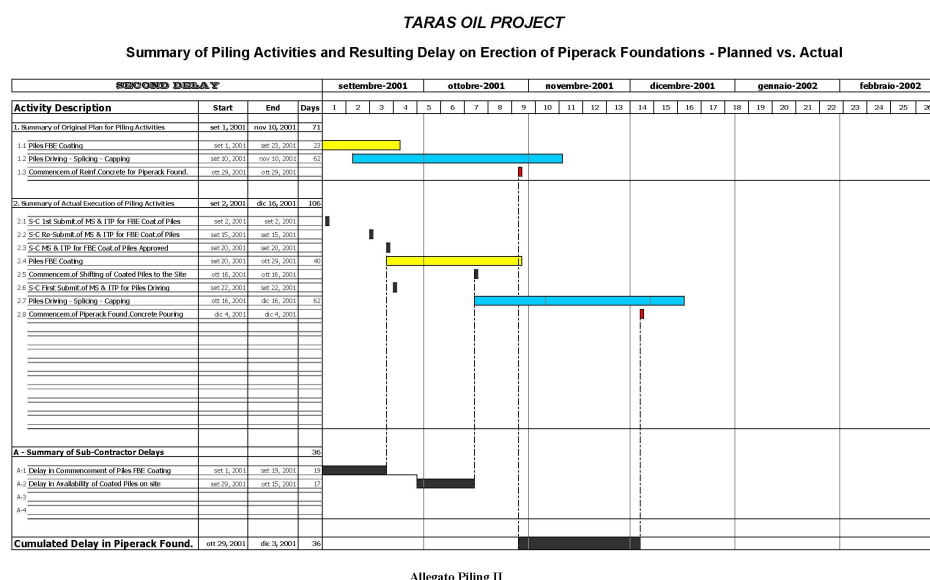 TARAS OIL PROJECT
Summary of Piling Activities and Resulting Delay on Erection of Piperack Foundations - Planned vs. Actual
SECOND DELAY settembre-2001 ottobre-2001 novembre-2001 dicembre-2001 gennaio-2002 febbraio-2002
Activity Description Start End Days 1 2 3 4 5 6 7 8 9 10 11 12 13 14 15 16 17 18 19 20 21 22 23 24 25 26
1. Summary of Original Plan for Piling Activities set 1, 2001 nov 10, 2001 71
1.1 Piles FBE Coating set 1, 2001 set 23, 2001 23
1.2 Piles Driving - Splicing - Capping set 10, 2001 nov 10, 2001 62
1.3 Commencem.of Reinf.Concrete for Piperack Found. ott 29, 2001 ott 29, 2001
2. Summary of Actual Execution of Piling Activities set 2, 2001 dic 16, 2001 106
2.1 S-C 1st Submit.of MS & ITP for FBE Coat.of Piles set 2, 2001 set 2, 2001
2.2 S-C Re-Submit.of MS & ITP for FBE Coat.of Piles set 15, 2001 set 15, 2001
2.3 S-C MS & ITP for FBE Coat.of Piles Approved set 20, 2001 set 20, 2001
2.4 Piles FBE Coating set 20, 2001 ott 29, 2001 40
2.5 Commencem.of Shifting of Coated Piles to the Site ott 16, 2001 ott 16, 2001
2.6 S-C First Submit.of MS & ITP for Piles Driving set 22, 2001 set 22, 2001
2.7 Piles Driving - Splicing - Capping ott 16, 2001 dic 16, 2001 62
2.8 Commencem.of Piperack Found.Concrete Pouring dic 4, 2001 dic 4, 2001
A - Summary of Sub-Contractor Delays 36
A-1 Delay in Commencement of Piles FBE Coating set 1, 2001 set 19, 2001 19
A-2 Delay in Availability of Coated Piles on site set 29, 2001 ott 15, 2001 17
A-3
A-4
Cumulated Delay in Piperack Found. ott 29, 2001 dic 3, 2001 36
Allegato Piling II